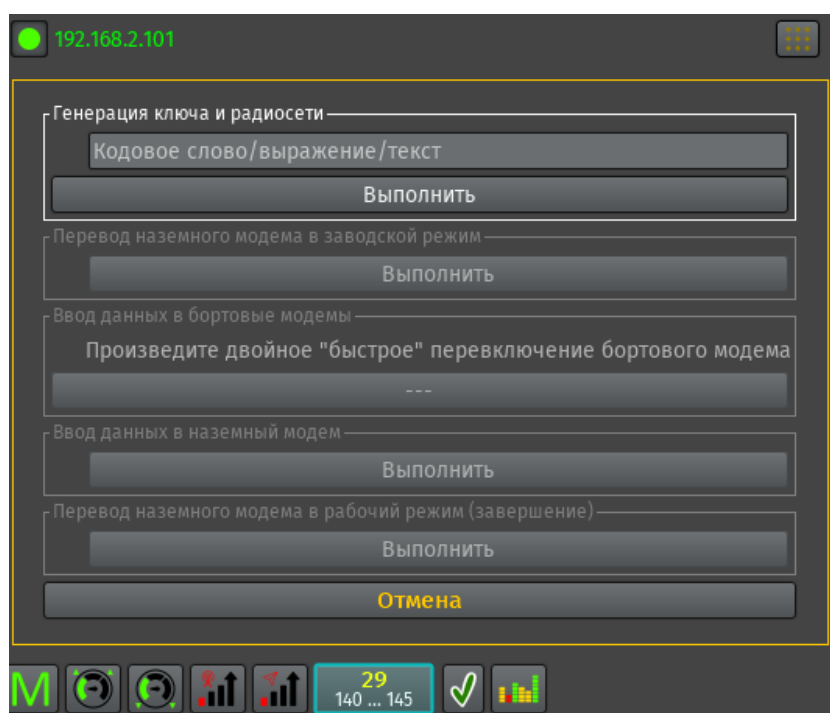 192.168.2.101
Генерация ключа и радиосети
Кодовое слово/выражение/текст
Выполнить
Перевод наземного модема в заводской режим
Выполнить
Ввод данных в бортовые модемы
Произведите двойное "быстрое" перевключение бортового модема
---
Ввод данных в наземный модем
Выполнить
Перевод наземного модема в рабочий режим (завершение)
Выполнить
Отмена
M
29
140 ... 145